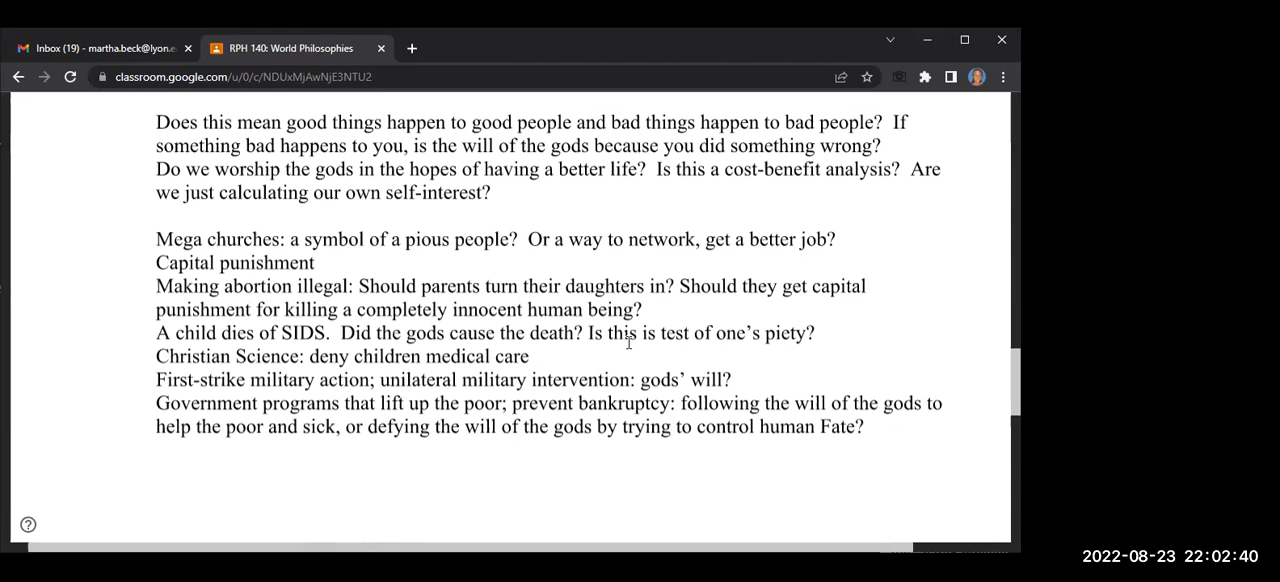 Inbox (19) - martha.beck@lyon.e
RPH 140: World Philosophies
classroom.google.com/u/0/c/NDUxMjAwNjE3NTU2
Does this mean good things happen to good people and bad things happen to bad people? If
something bad happens to you, is the will of the gods because you did something wrong?
Do we worship the gods in the hopes of having a better life? Is this a cost-benefit analysis? Are
we just calculating our own self-interest?
Mega churches: a symbol of a pious people? Or a way to network, get a better job?
Capital punishment
Making abortion illegal: Should parents turn their daughters in? Should they get capital
punishment for killing a completely innocent human being?
A child dies of SIDS. Did the gods cause the death? Is this is test of one's piety?
Christian Science: deny children medical care
First-strike military action; unilateral military intervention: gods' will?
Government programs that lift up the poor; prevent bankruptcy: following the will of the gods to
help the poor and sick, or defying the will of the gods by trying to control human Fate?
2022-08-23 22:02:40